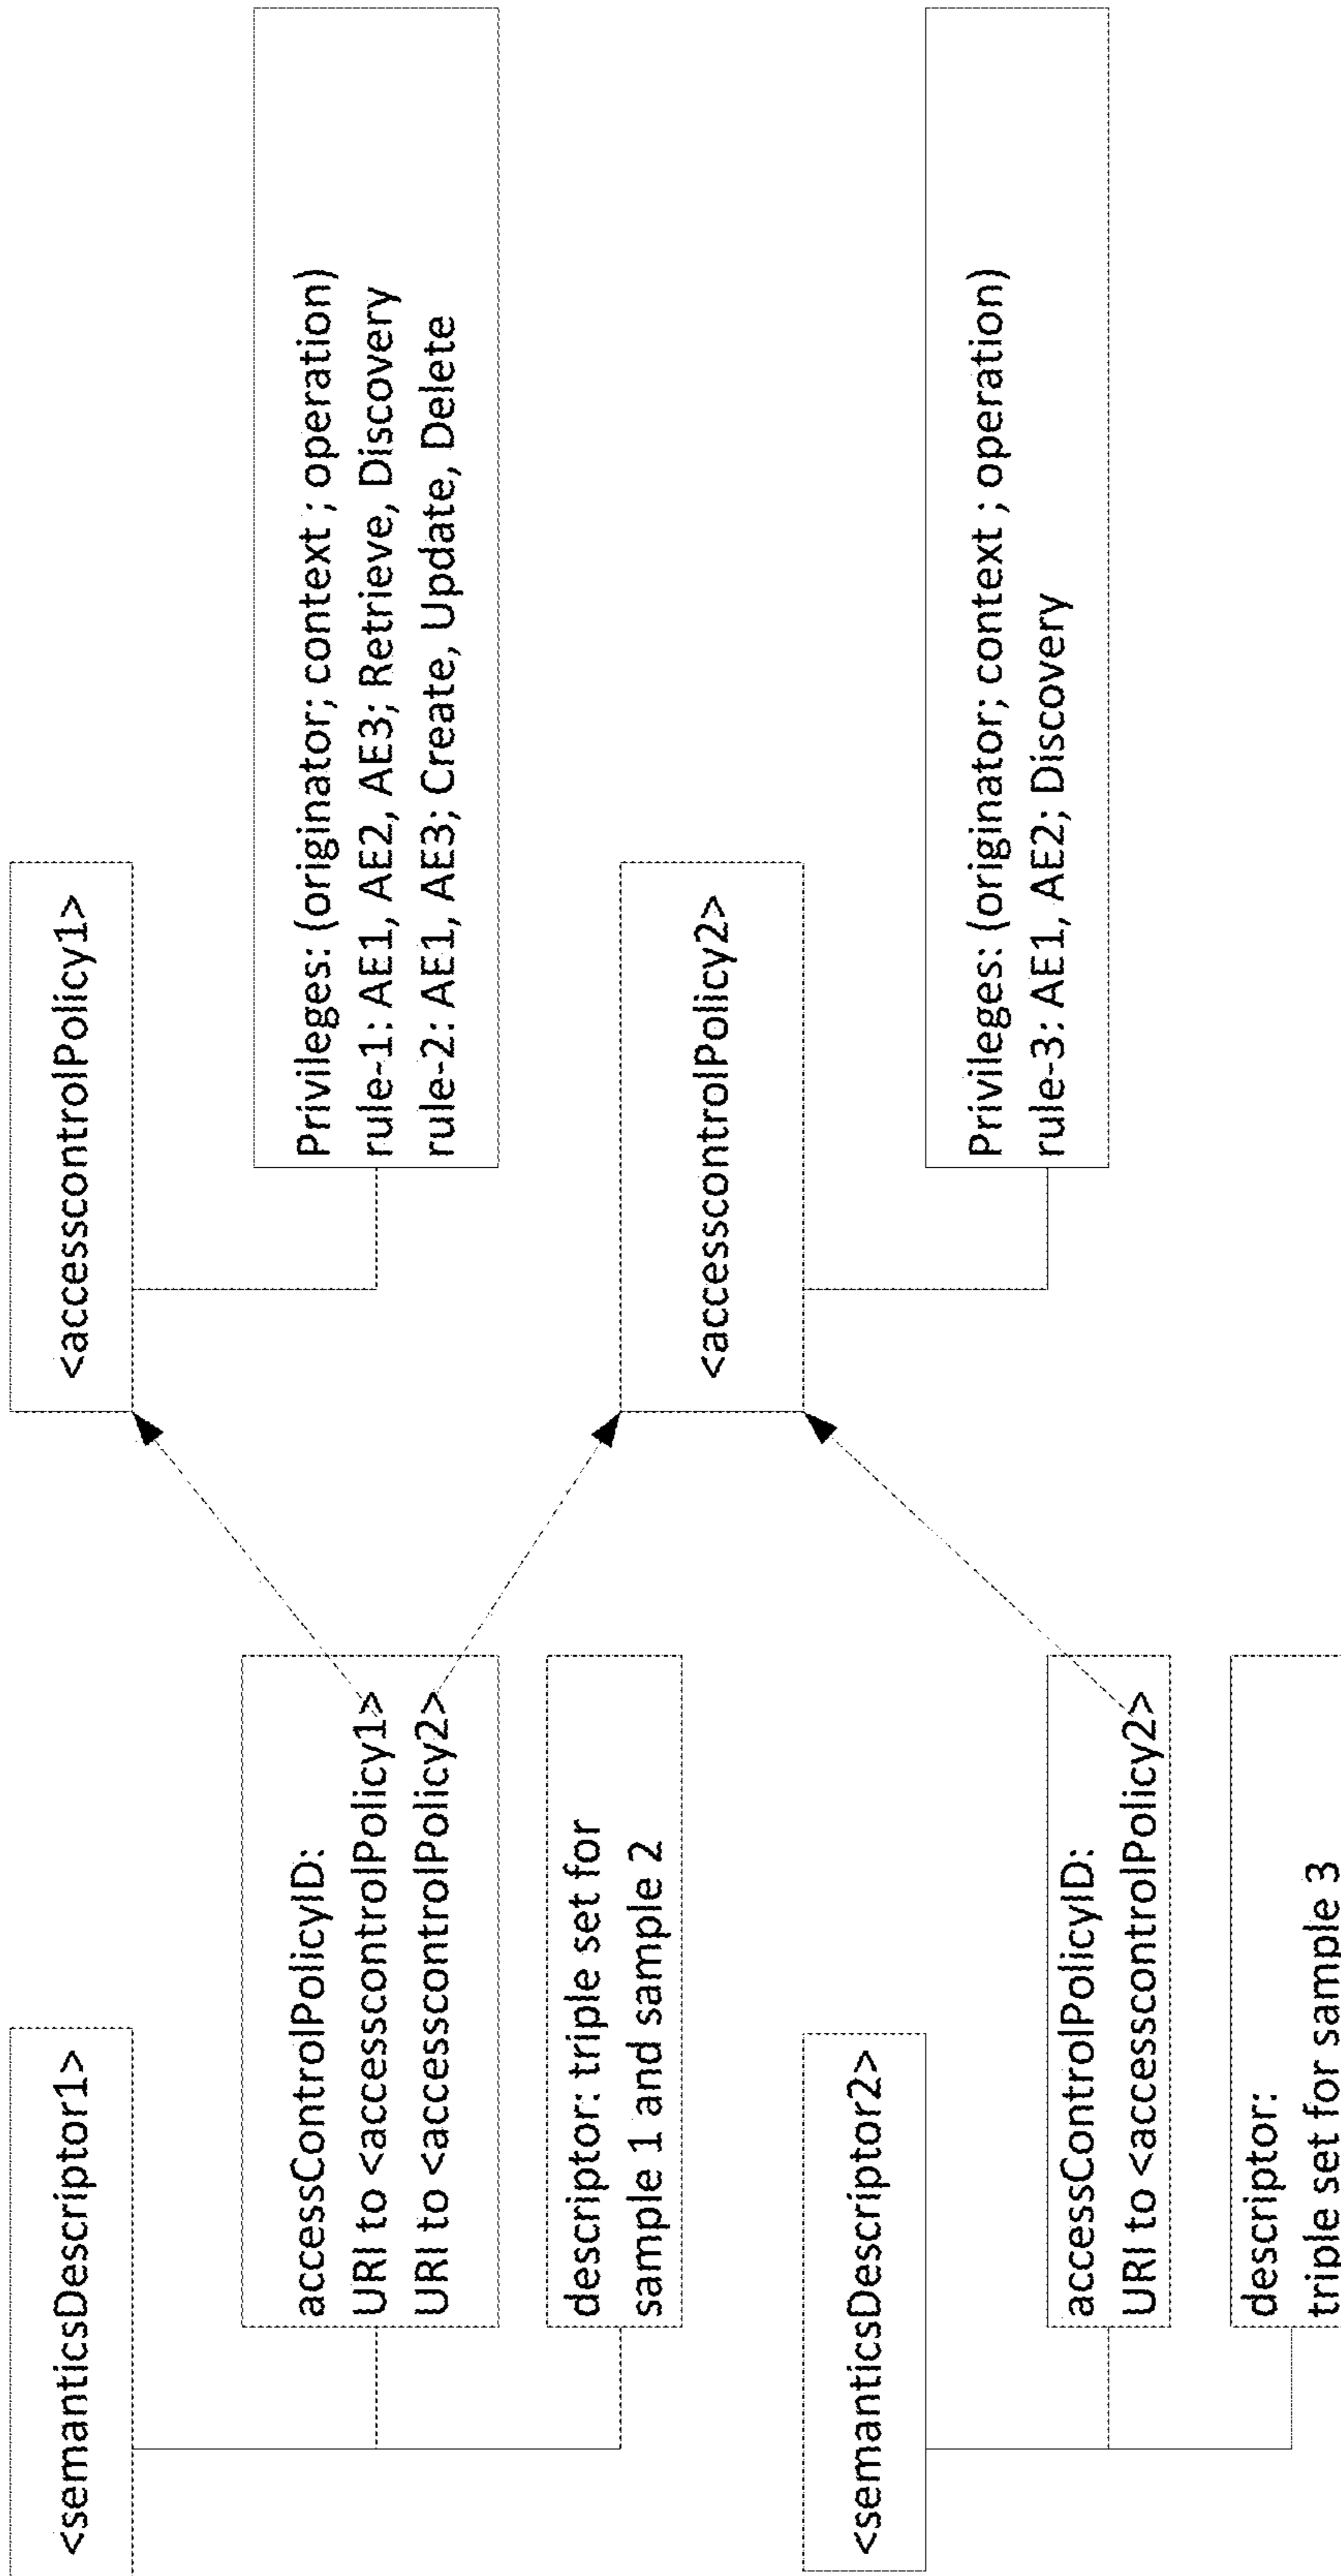 <semanticsDescriptor1>
accessControlPolicyID:
URI to <accesscontrolPolicy1>
URI to <accesscontrolPolicy2>
descriptor: triple set for
sample 1 and sample 2
<semanticsDescriptor2>
accessControlPolicyID:
URI to <accesscontrolPolicy2>
descriptor:
triple set for sample 3
<accesscontrolPolicy1>
Privileges: (originator; context ; operation)
rule-1: AE1, AE2, AE3; Retrieve, Discovery
rule-2: AE1, AE3; Create, Update, Delete
<accesscontrolPolicy2>
Privileges: (originator; context ; operation)
rule-3: AE1, AE2; Discovery